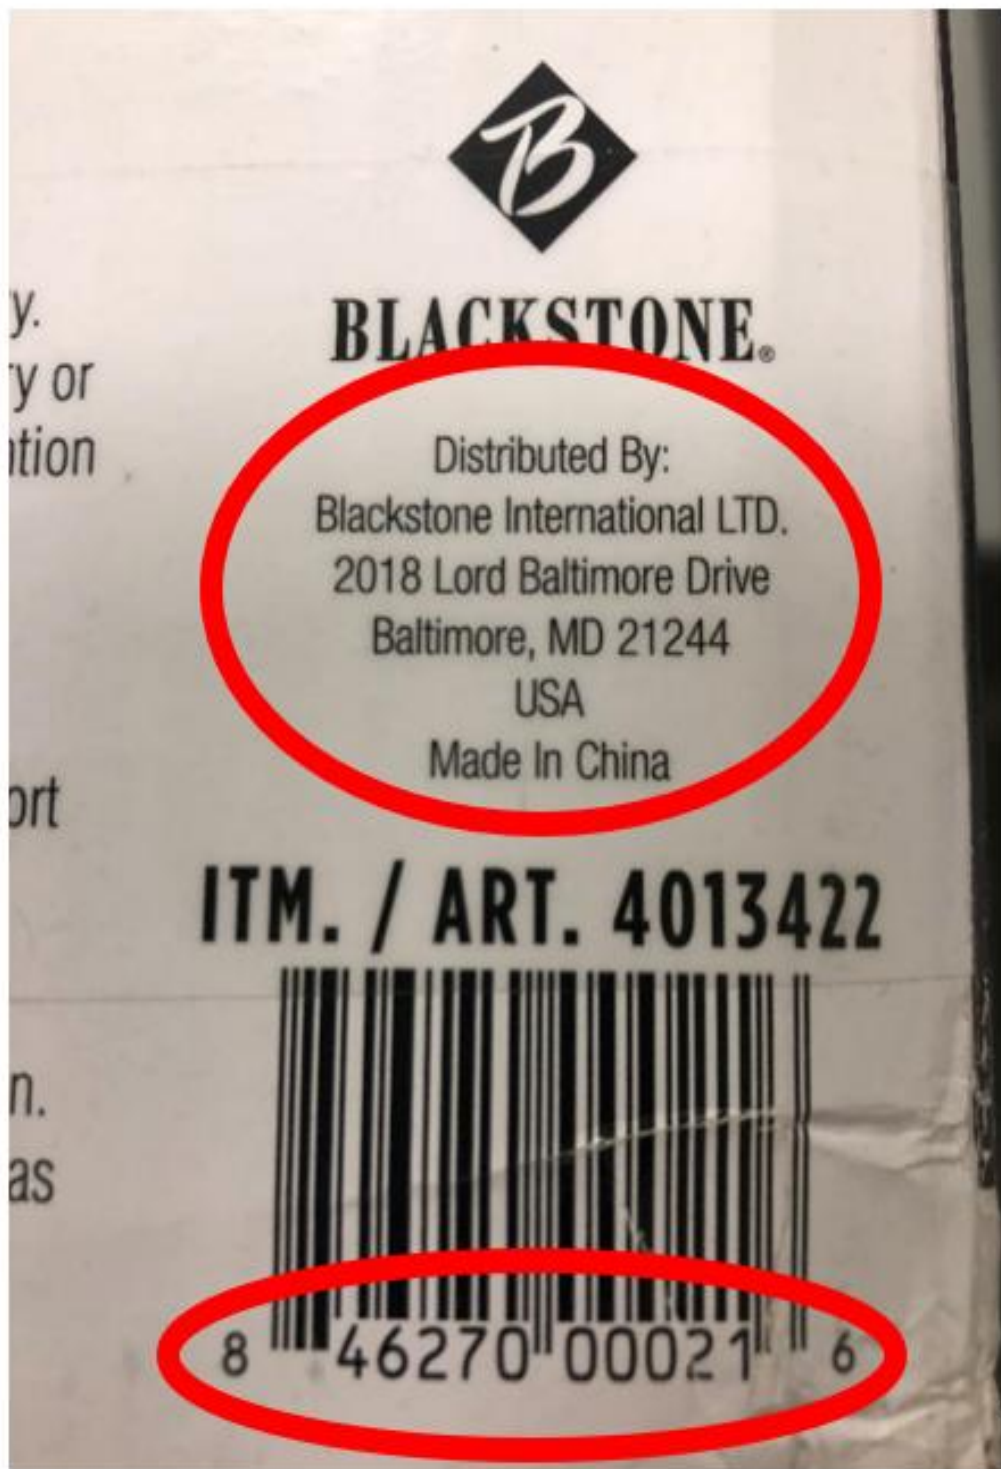 B
BLACKSTONE®
y.
y or
tion
Distributed By:
Blackstone International LTD.
2018 Lord Baltimore Drive
Baltimore, MD 21244
USA
Made In China
ort
ITM. / ART. 4013422
n.
as
8 46270 00021 6